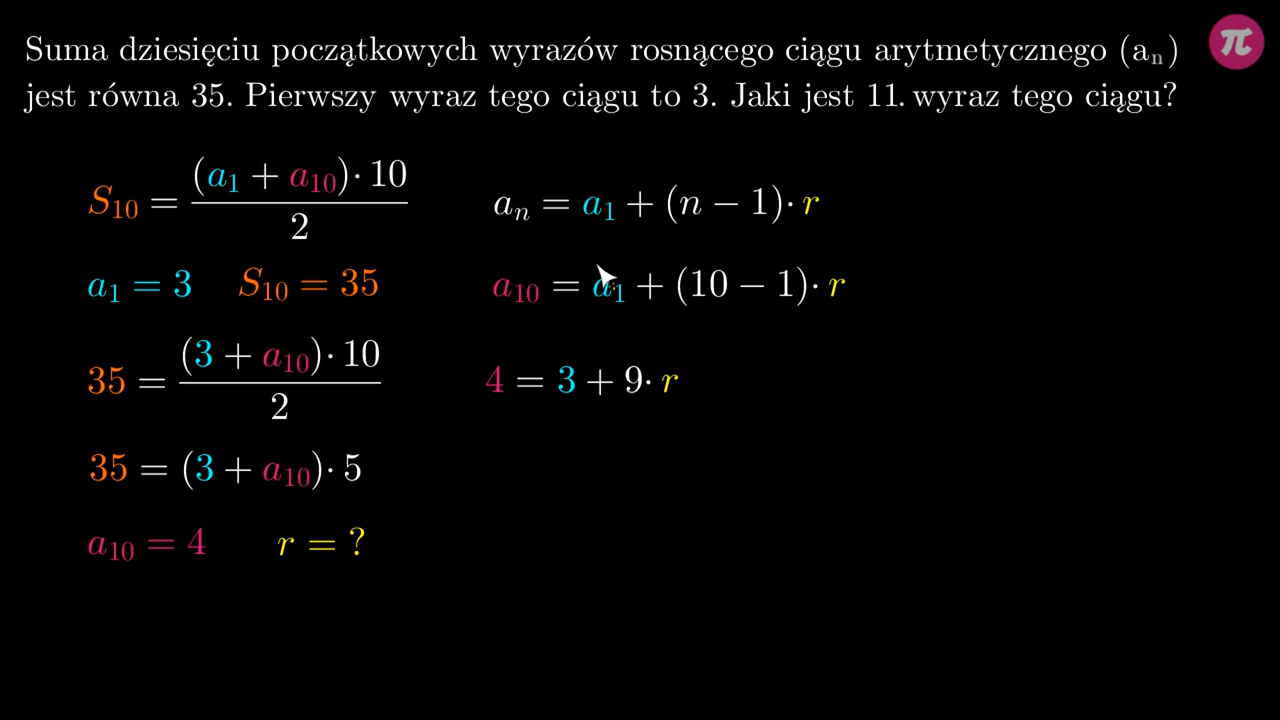 Suma dziesięciu początkowych wyrazów rosnącego ciągu arytmetycznego (aₙ)
jest równa 35. Pierwszy wyraz tego ciągu to 3. Jaki jest 11. wyraz tego ciągu?
S₁₀ = (a₁ + a₁₀) · 10 / 2
a₁ = 3 S₁₀ = 35
35 = (3 + a₁₀) · 10 / 2
35 = (3 + a₁₀) · 5
a₁₀ = 4 r = ?
aₙ = a₁ + (n − 1) · r
a₁₀ = a₁ + (10 − 1) · r
4 = 3 + 9 · r
π